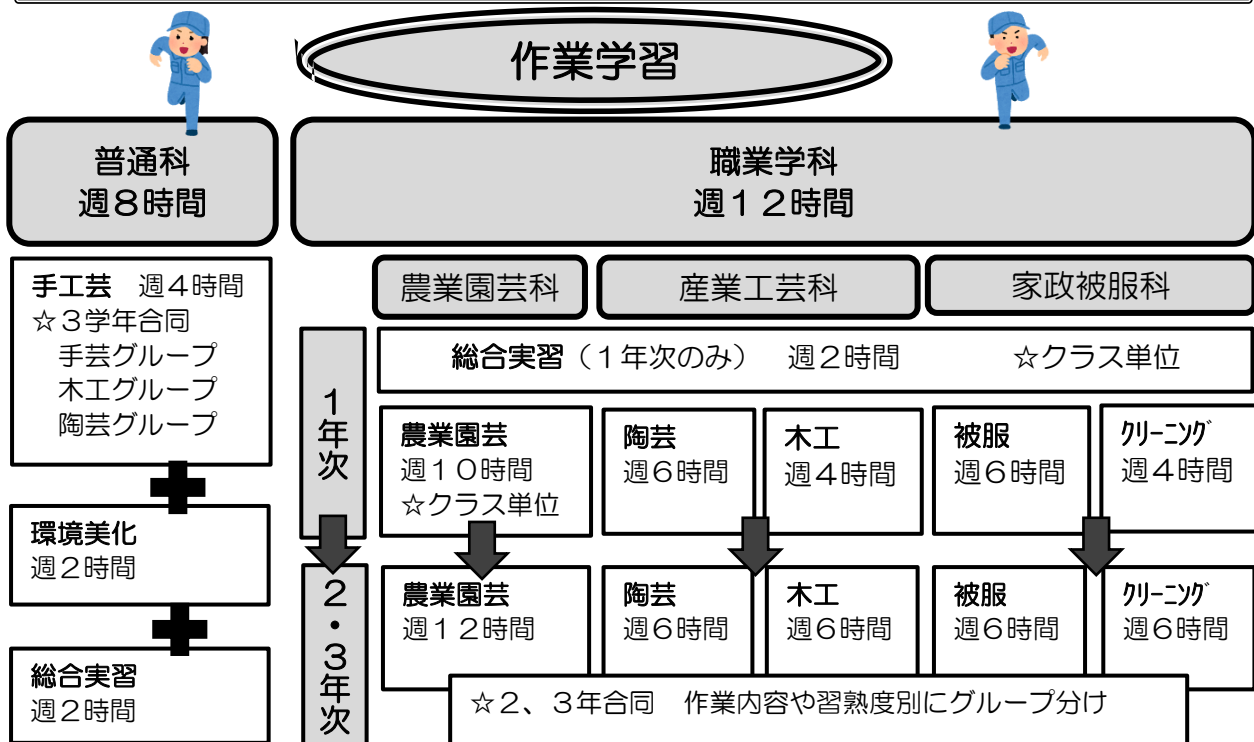 作業学習
普通科
週８時間
職業学科
週１２時間
手工芸　週４時間
☆３学年合同
手芸グループ
木工グループ
陶芸グループ
環境美化
週２時間
総合実習
週２時間
農業園芸科
産業工芸科
家政被服科
１年次
総合実習（１年次のみ）　週２時間　☆クラス単位
農業園芸
週１０時間
☆クラス単位
陶芸
週６時間
木工
週４時間
被服
週６時間
ｸﾘｰﾆﾝｸﾞ
週４時間
２・３年次
農業園芸
週１２時間
陶芸
週６時間
木工
週６時間
被服
週６時間
ｸﾘｰﾆﾝｸﾞ
週６時間
☆２、３年合同　作業内容や習熟度別にグループ分け